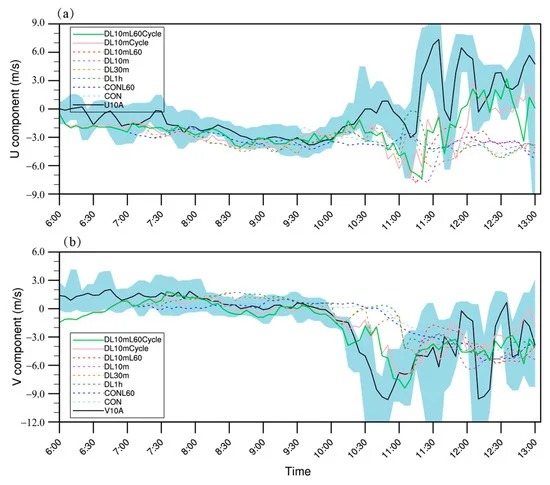 (a)
U component (m/s)
9.0
6.0
3.0
0
−3.0
−6.0
−9.0
DL10mL60Cycle
DL10mCycle
DL10mL60
DL10m
DL30m
DL1h
CONL60
CON
U10A
6:00 6:30 7:00 7:30 8:00 8:30 9:00 9:30 10:00 10:30 11:00 11:30 12:00 12:30 13:00
(b)
V component (m/s)
6.0
3.0
0
−3.0
−6.0
−9.0
−12.0
DL10mL60Cycle
DL10mCycle
DL10mL60
DL10m
DL30m
DL1h
CONL60
CON
V10A
6:00 6:30 7:00 7:30 8:00 8:30 9:00 9:30 10:00 10:30 11:00 11:30 12:00 12:30 13:00
Time